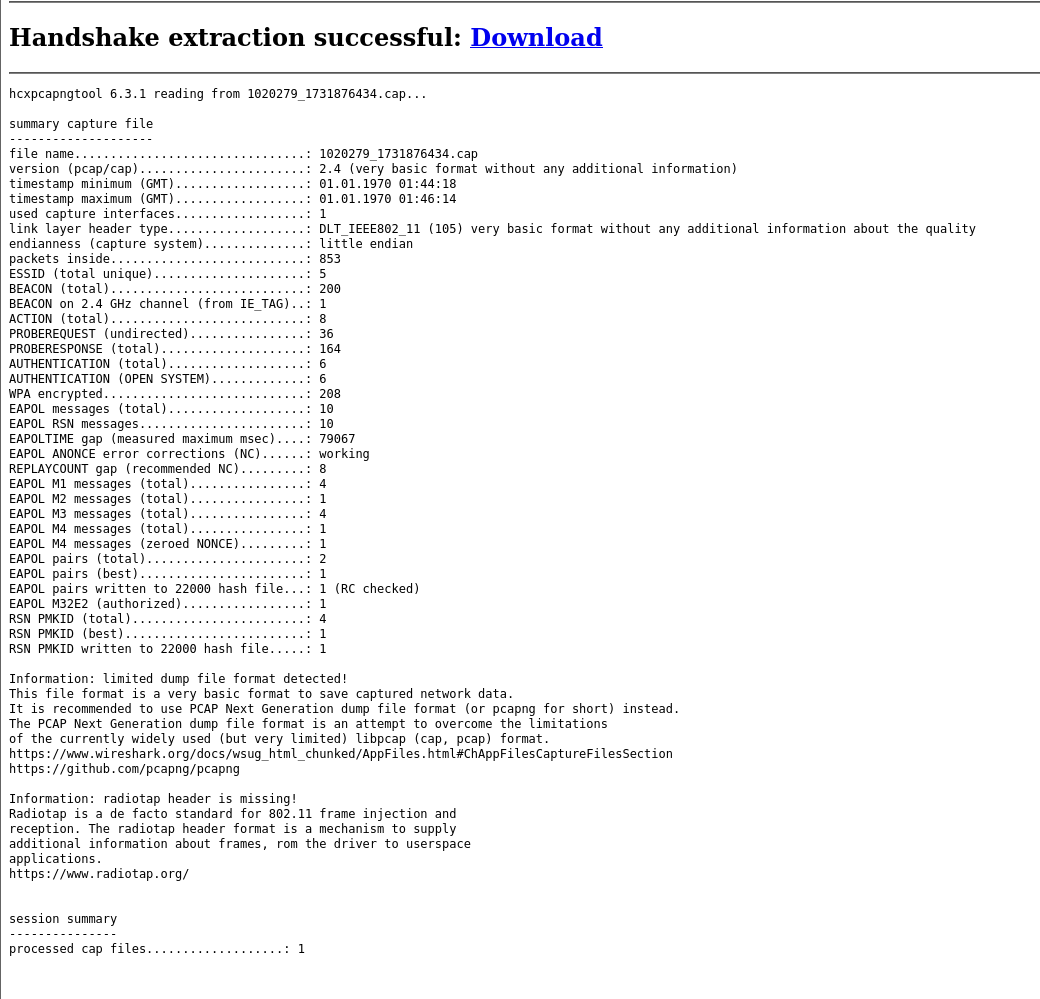 Handshake extraction successful: Download
hcxpcapngtool 6.3.1 reading from 1020279_1731876434.cap...
summary capture file
--------------------
file name................................: 1020279_1731876434.cap
version (pcap/cap).......................: 2.4 (very basic format without any additional information)
timestamp minimum (GMT)..................: 01.01.1970 01:44:18
timestamp maximum (GMT)..................: 01.01.1970 01:46:14
used capture interfaces..................: 1
link layer header type...................: DLT_IEEE802_11 (105) very basic format without any additional information about the quality
endianness (capture system)..............: little endian
packets inside...........................: 853
ESSID (total unique).....................: 5
BEACON (total)...........................: 200
BEACON on 2.4 GHz channel (from IE_TAG)..: 1
ACTION (total)...........................: 8
PROBEREQUEST (undirected)................: 36
PROBERESPONSE (total)....................: 164
AUTHENTICATION (total)...................: 6
AUTHENTICATION (OPEN SYSTEM).............: 6
WPA encrypted............................: 208
EAPOL messages (total)...................: 10
EAPOL RSN messages.......................: 10
EAPOLTIME gap (measured maximum msec)....: 79067
EAPOL ANONCE error corrections (NC)......: working
REPLAYCOUNT gap (recommended NC).........: 8
EAPOL M1 messages (total)................: 4
EAPOL M2 messages (total)................: 1
EAPOL M3 messages (total)................: 4
EAPOL M4 messages (total)................: 1
EAPOL M4 messages (zeroed NONCE).........: 1
EAPOL pairs (total)......................: 2
EAPOL pairs (best).......................: 1
EAPOL pairs written to 22000 hash file...: 1 (RC checked)
EAPOL M32E2 (authorized).................: 1
RSN PMKID (total)........................: 4
RSN PMKID (best).........................: 1
RSN PMKID written to 22000 hash file.....: 1
Information: limited dump file format detected!
This file format is a very basic format to save captured network data.
It is recommended to use PCAP Next Generation dump file format (or pcapng for short) instead.
The PCAP Next Generation dump file format is an attempt to overcome the limitations
of the currently widely used (but very limited) libpcap (cap, pcap) format.
https://www.wireshark.org/docs/wsug_html_chunked/AppFiles.html#ChAppFilesCaptureFilesSection
https://github.com/pcapng/pcapng
Information: radiotap header is missing!
Radiotap is a de facto standard for 802.11 frame injection and
reception. The radiotap header format is a mechanism to supply
additional information about frames, rom the driver to userspace
applications.
https://www.radiotap.org/
session summary
---------------
processed cap files...................: 1